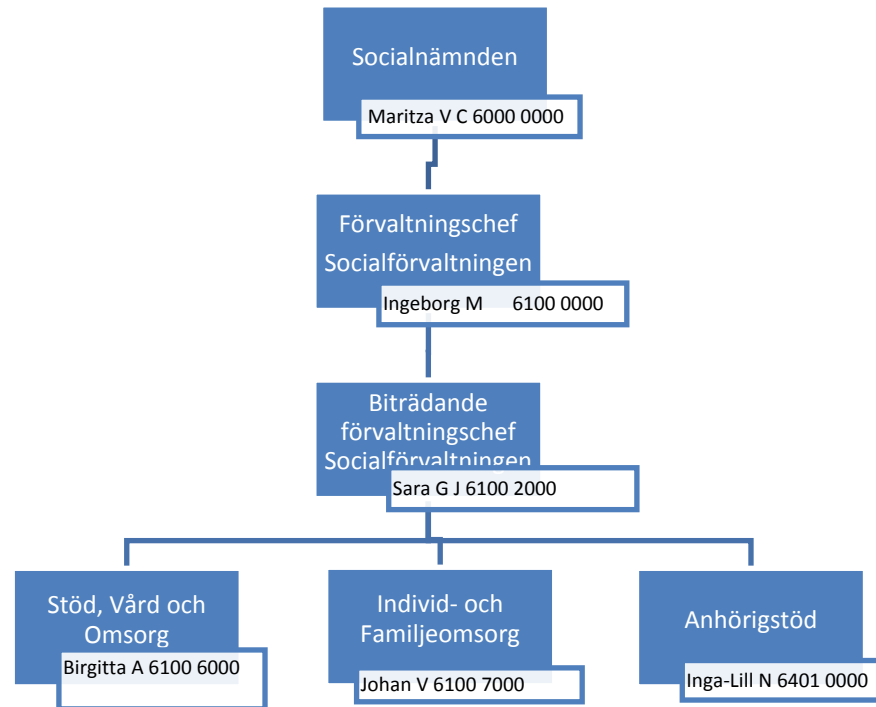 Socialnämnden
Maritza V C 6000 0000
Förvaltningschef
Socialförvaltningen
Ingeborg M 6100 0000
Biträdande
förvaltningschef
Socialförvaltningen
Sara G J 6100 2000
Stöd, Vård och
Omsorg
Birgitta A 6100 6000
Individ- och
Familjeomsorg
Johan V 6100 7000
Anhörigstöd
Inga-Lill N 6401 0000